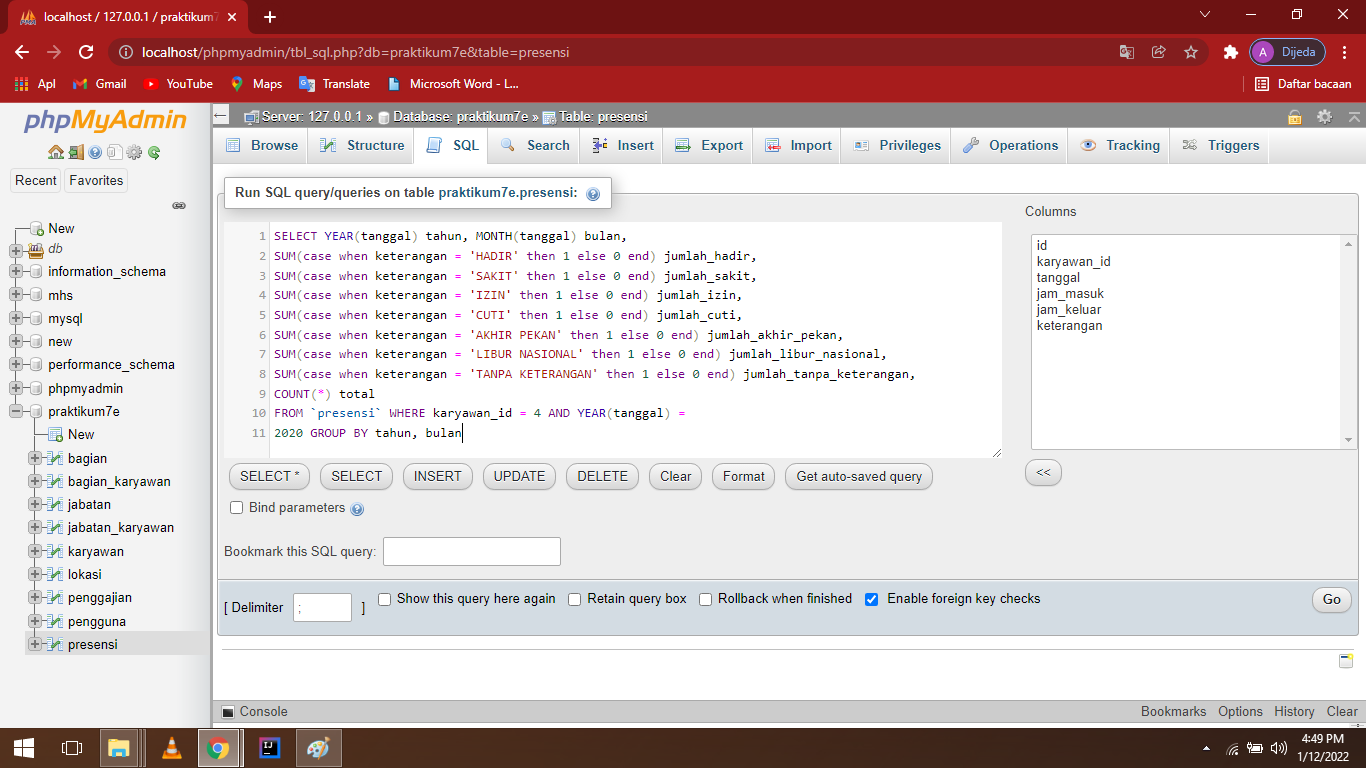 localhost / 127.0.0.1 / praktikum7
localhost/phpmyadmin/tbl_sql.php?db=praktikum7e&table=presensi
A Dijeda
Apl Gmail YouTube Maps Translate Microsoft Word - L... Daftar bacaan
phpMyAdmin
Recent Favorites
New
db
information_schema
mhs
mysql
new
performance_schema
phpmyadmin
praktikum7e
New
bagian
bagian_karyawan
jabatan
jabatan_karyawan
karyawan
lokasi
penggajian
pengguna
presensi
Server: 127.0.0.1 » Database: praktikum7e » Table: presensi
Browse Structure SQL Search Insert Export Import Privileges Operations Tracking Triggers
Run SQL query/queries on table praktikum7e.presensi:
1 SELECT YEAR(tanggal) tahun, MONTH(tanggal) bulan,
2 SUM(case when keterangan = 'HADIR' then 1 else 0 end) jumlah_hadir,
3 SUM(case when keterangan = 'SAKIT' then 1 else 0 end) jumlah_sakit,
4 SUM(case when keterangan = 'IZIN' then 1 else 0 end) jumlah_izin,
5 SUM(case when keterangan = 'CUTI' then 1 else 0 end) jumlah_cuti,
6 SUM(case when keterangan = 'AKHIR PEKAN' then 1 else 0 end) jumlah_akhir_pekan,
7 SUM(case when keterangan = 'LIBUR NASIONAL' then 1 else 0 end) jumlah_libur_nasional,
8 SUM(case when keterangan = 'TANPA KETERANGAN' then 1 else 0 end) jumlah_tanpa_keterangan,
9 COUNT(*) total
10 FROM `presensi` WHERE karyawan_id = 4 AND YEAR(tanggal) =
11 2020 GROUP BY tahun, bulan
Columns
id
karyawan_id
tanggal
jam_masuk
jam_keluar
keterangan
SELECT * SELECT INSERT UPDATE DELETE Clear Format Get auto-saved query <<
Bind parameters
Bookmark this SQL query:
[ Delimiter ; ] Show this query here again Retain query box Rollback when finished Enable foreign key checks Go
Console Bookmarks Options History Clear
4:49 PM
1/12/2022